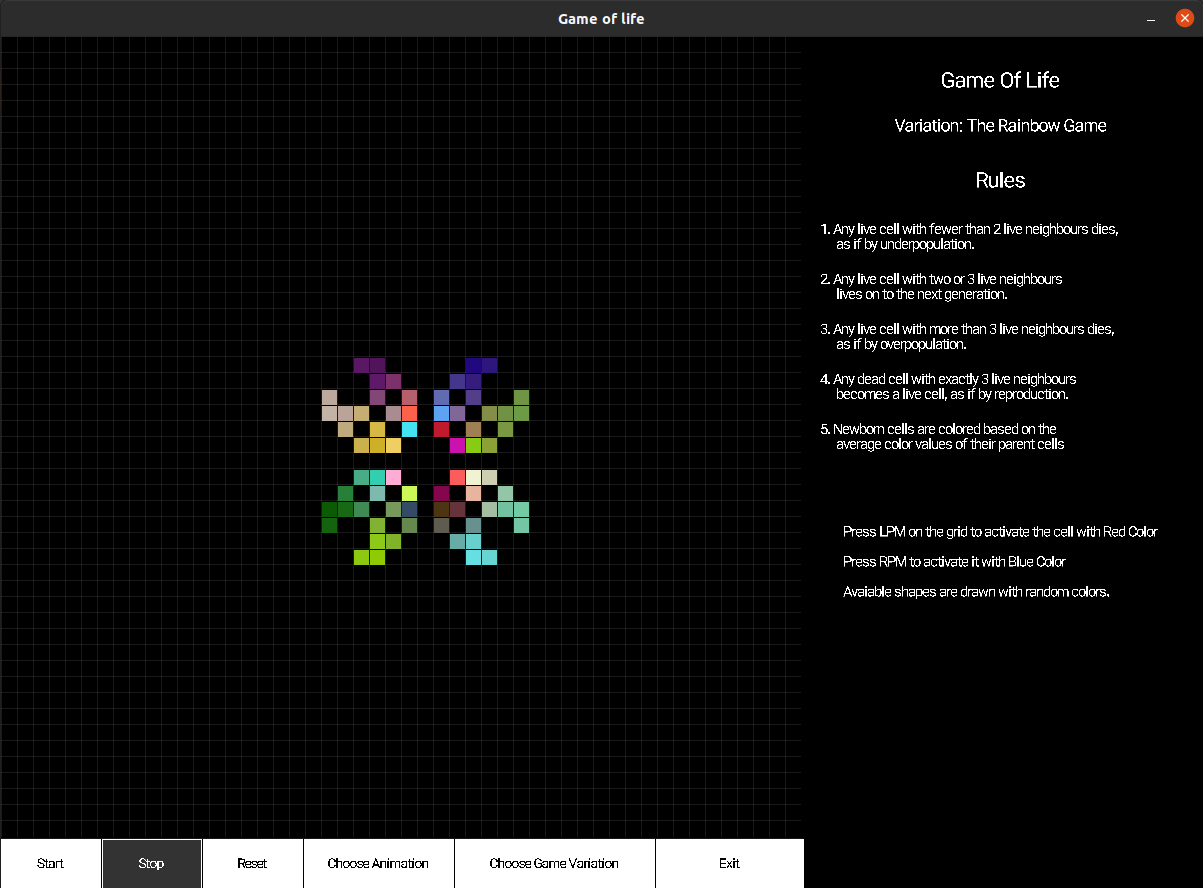 Game of life
Game Of Life
Variation: The Rainbow Game
Rules
1. Any live cell with fewer than 2 live neighbours dies,
as if by underpopulation.
2. Any live cell with two or 3 live neighbours
lives on to the next generation.
3. Any live cell with more than 3 live neighbours dies,
as if by overpopulation.
4. Any dead cell with exactly 3 live neighbours
becomes a live cell, as if by reproduction.
5. Newborn cells are colored based on the
average color values of their parent cells
Press LPM on the grid to activate the cell with Red Color
Press RPM to activate it with Blue Color
Avaiable shapes are drawn with random colors.
Start
Stop
Reset
Choose Animation
Choose Game Variation
Exit